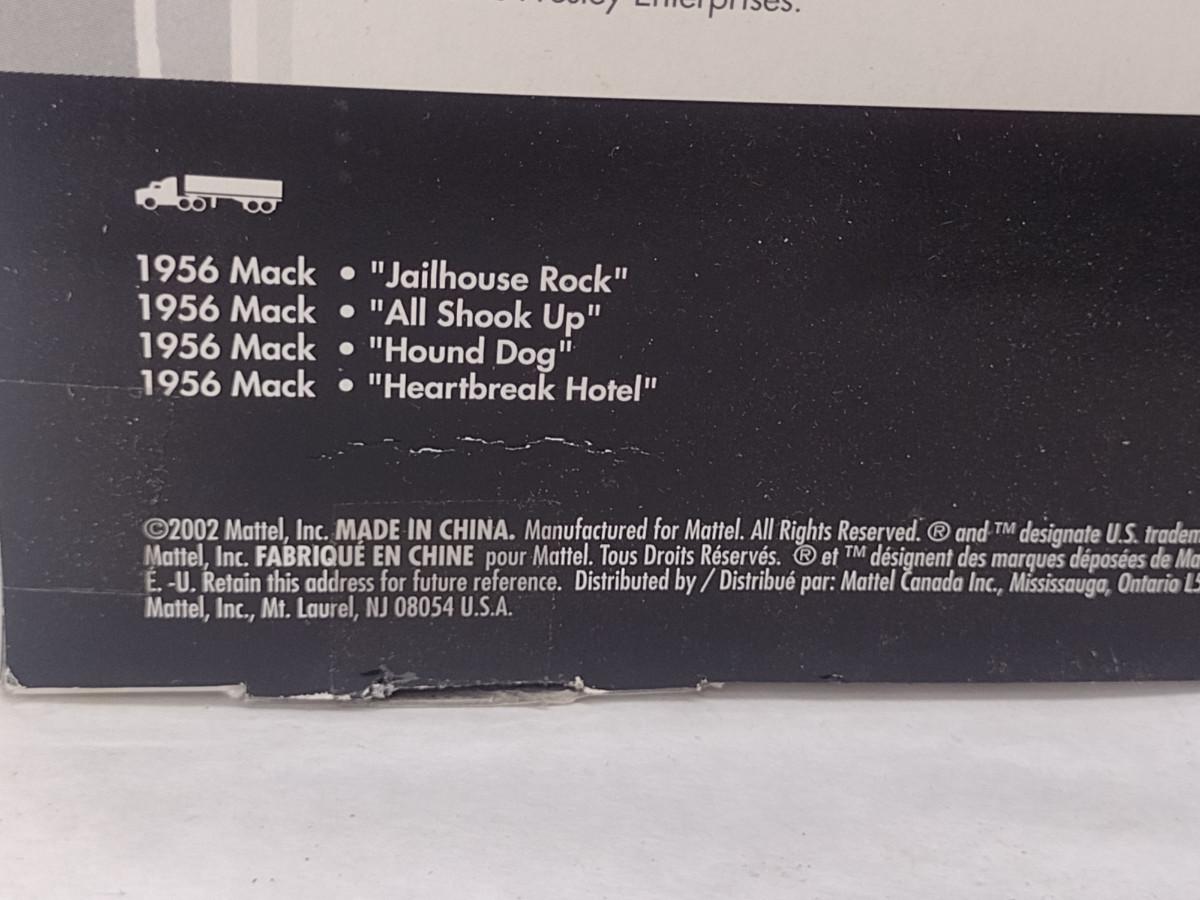 Enterprises.
1956 Mack • "Jailhouse Rock"
1956 Mack • "All Shook Up"
1956 Mack • "Hound Dog"
1956 Mack • "Heartbreak Hotel"
©2002 Mattel, Inc. MADE IN CHINA. Manufactured for Mattel. All Rights Reserved. ® and ™ designate U.S.
Mattel, Inc. FABRIQUÉ EN CHINE pour Mattel. Tous Droits Réservés. ® et ™ désignent des marques déposées de
É. -U. Retain this address for future reference. Distributed by / Distribué par: Mattel Canada Inc., Mississauga, Ontario
Mattel, Inc., Mt. Laurel, NJ 08054 U.S.A.